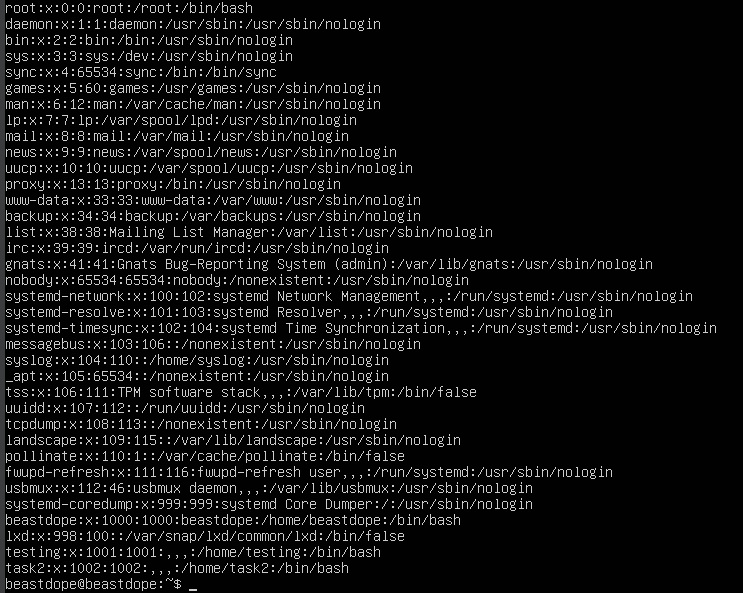 root:x:0:0:root:/root:/bin/bash
daemon:x:1:1:daemon:/usr/sbin:/usr/sbin/nologin
bin:x:2:2:bin:/bin:/usr/sbin/nologin
sys:x:3:3:sys:/dev:/usr/sbin/nologin
sync:x:4:65534:sync:/bin:/bin/sync
games:x:5:60:games:/usr/games:/usr/sbin/nologin
man:x:6:12:man:/var/cache/man:/usr/sbin/nologin
lp:x:7:7:lp:/var/spool/lpd:/usr/sbin/nologin
mail:x:8:8:mail:/var/mail:/usr/sbin/nologin
news:x:9:9:news:/var/spool/news:/usr/sbin/nologin
uucp:x:10:10:uucp:/var/spool/uucp:/usr/sbin/nologin
proxy:x:13:13:proxy:/bin:/usr/sbin/nologin
www-data:x:33:33:www-data:/var/www:/usr/sbin/nologin
backup:x:34:34:backup:/var/backups:/usr/sbin/nologin
list:x:38:38:Mailing List Manager:/var/list:/usr/sbin/nologin
irc:x:39:39:ircd:/var/run/ircd:/usr/sbin/nologin
gnats:x:41:41:Gnats Bug-Reporting System (admin):/var/lib/gnats:/usr/sbin/nologin
nobody:x:65534:65534:nobody:/nonexistent:/usr/sbin/nologin
systemd-network:x:100:102:systemd Network Management,,,:/run/systemd:/usr/sbin/nologin
systemd-resolve:x:101:103:systemd Resolver,,,:/run/systemd:/usr/sbin/nologin
systemd-timesync:x:102:104:systemd Time Synchronization,,,:/run/systemd:/usr/sbin/nologin
messagebus:x:103:106::/nonexistent:/usr/sbin/nologin
syslog:x:104:110::/home/syslog:/usr/sbin/nologin
_apt:x:105:65534::/nonexistent:/usr/sbin/nologin
tss:x:106:111:TPM software stack,,,:/var/lib/tpm:/bin/false
uuidd:x:107:112::/run/uuidd:/usr/sbin/nologin
tcpdump:x:108:113::/nonexistent:/usr/sbin/nologin
landscape:x:109:115::/var/lib/landscape:/usr/sbin/nologin
pollinate:x:110:1::/var/cache/pollinate:/bin/false
fwupd-refresh:x:111:116:fwupd-refresh user,,,:/run/systemd:/usr/sbin/nologin
usbmux:x:112:46:usbmux daemon,,,:/var/lib/usbmux:/usr/sbin/nologin
systemd-coredump:x:999:999:systemd Core Dumper:/:/usr/sbin/nologin
beastdope:x:1000:1000:beastdope:/home/beastdope:/bin/bash
lxd:x:998:100::/var/snap/lxd/common/lxd:/bin/false
testing:x:1001:1001:,,,:/home/testing:/bin/bash
task2:x:1002:1002:,,,:/home/task2:/bin/bash
beastdope@beastdope:~$ _